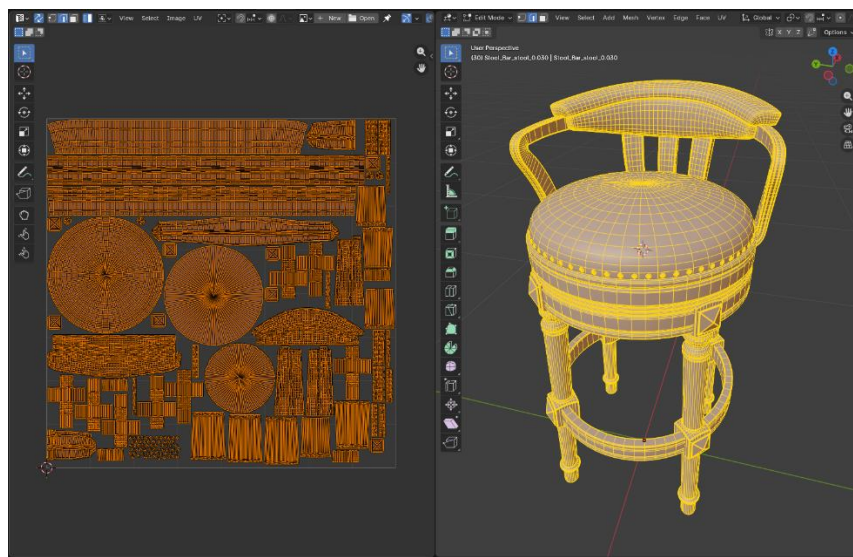 View Select Image UV
New Open
Edit Mode View Select Add Mesh Vertex Edge Face UV Global
X Y Z Options
User Perspective
(30) Stool_Bar_stool_0.030 | Stool_Bar_stool_0.030
Z
Y